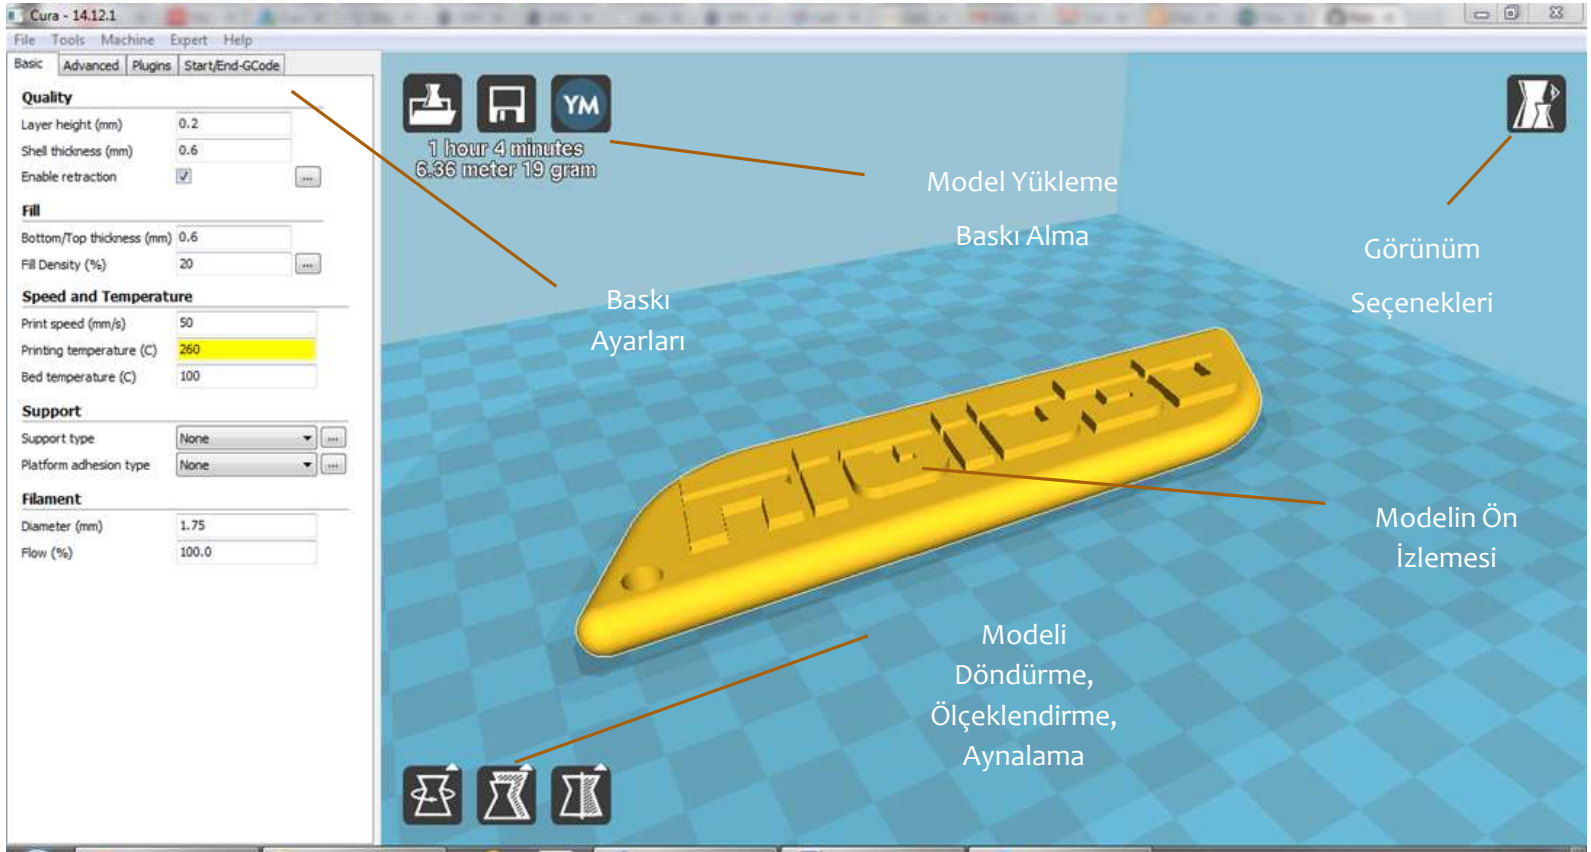 Cura - 14.12.1
File Tools Machine Expert Help
Basic Advanced Plugins Start/End-GCode
Quality
Layer height (mm) 0.2
Shell thickness (mm) 0.6
Enable retraction ...
Fill
Bottom/Top thickness (mm) 0.6
Fill Density (%) 20 ...
Speed and Temperature
Print speed (mm/s) 50
Printing temperature (C) 260
Bed temperature (C) 100
Support
Support type None ...
Platform adhesion type None ...
Filament
Diameter (mm) 1.75
Flow (%) 100.0
YM
1 hour 4 minutes
6.36 meter 19 gram
Model Yükleme
Baskı Alma
Görünüm
Seçenekleri
Baskı
Ayarları
Modelin Ön
İzlemesi
Modeli
Döndürme,
Ölçeklendirme,
Aynalama